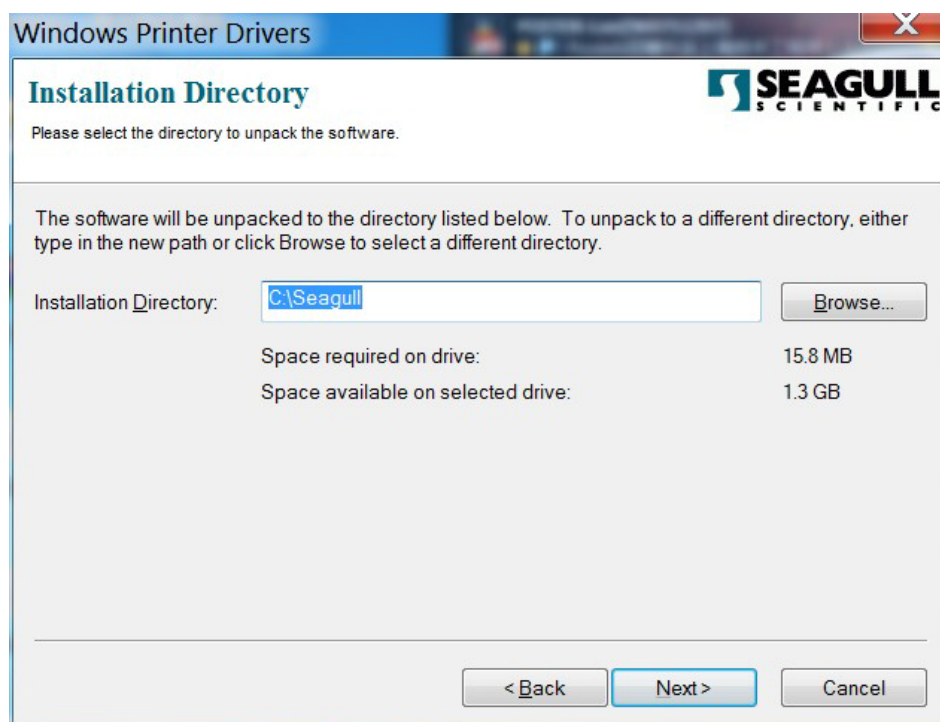 Windows Printer Drivers
Installation Directory
SEAGULL
SCIENTIFIC
Please select the directory to unpack the software.
The software will be unpacked to the directory listed below. To unpack to a different directory, either
type in the new path or click Browse to select a different directory.
Installation Directory: C:\Seagull Browse...
Space required on drive: 15.8 MB
Space available on selected drive: 1.3 GB
< Back Next > Cancel